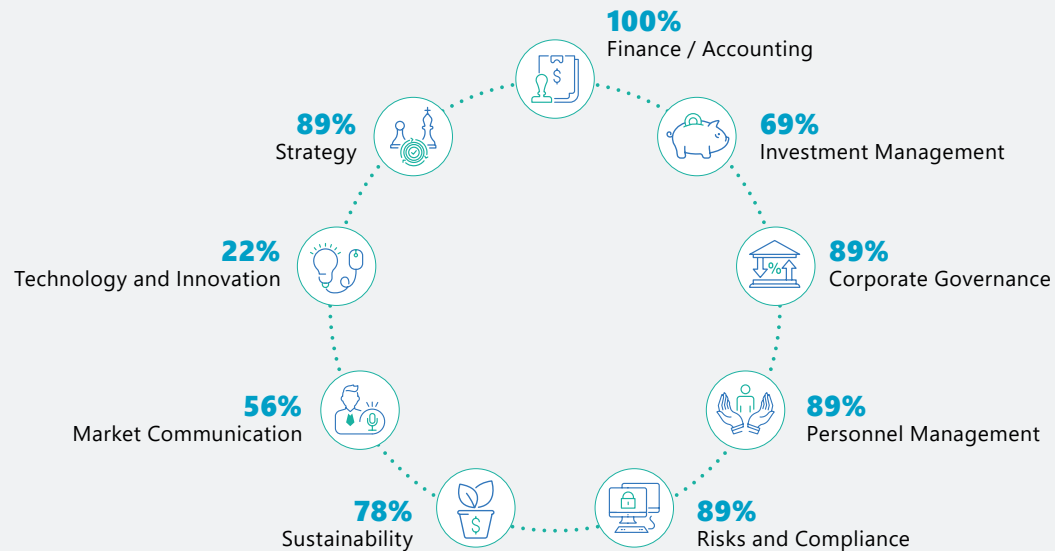 100%
Finance / Accounting
69%
Investment Management
89%
Corporate Governance
89%
Personnel Management
89%
Risks and Compliance
78%
Sustainability
56%
Market Communication
22%
Technology and Innovation
89%
Strategy
$
%
$